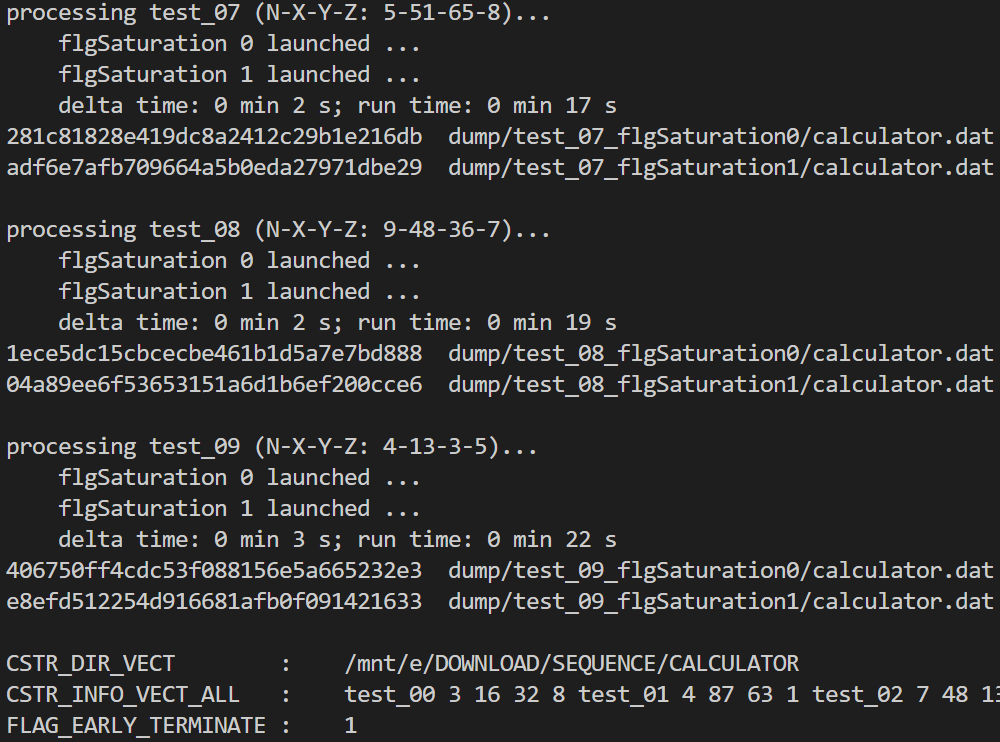 processing test_07 (N-X-Y-Z: 5-51-65-8)...
    flgSaturation 0 launched ...
    flgSaturation 1 launched ...
    delta time: 0 min 2 s; run time: 0 min 17 s
281c81828e419dc8a2412c29b1e216db  dump/test_07_flgSaturation0/calculator.dat
adf6e7afb709664a5b0eda27971dbe29  dump/test_07_flgSaturation1/calculator.dat

processing test_08 (N-X-Y-Z: 9-48-36-7)...
    flgSaturation 0 launched ...
    flgSaturation 1 launched ...
    delta time: 0 min 2 s; run time: 0 min 19 s
1ece5dc15cbcecbe461b1d5a7e7bd888  dump/test_08_flgSaturation0/calculator.dat
04a89ee6f53653151a6d1b6ef200cce6  dump/test_08_flgSaturation1/calculator.dat

processing test_09 (N-X-Y-Z: 4-13-3-5)...
    flgSaturation 0 launched ...
    flgSaturation 1 launched ...
    delta time: 0 min 3 s; run time: 0 min 22 s
406750ff4cdc53f088156e5a665232e3  dump/test_09_flgSaturation0/calculator.dat
e8efd512254d916681afb0f091421633  dump/test_09_flgSaturation1/calculator.dat

CSTR_DIR_VECT        :    /mnt/e/DOWNLOAD/SEQUENCE/CALCULATOR
CSTR_INFO_VECT_ALL   :    test_00 3 16 32 8 test_01 4 87 63 1 test_02 7 48
FLAG_EARLY_TERMINATE :    1